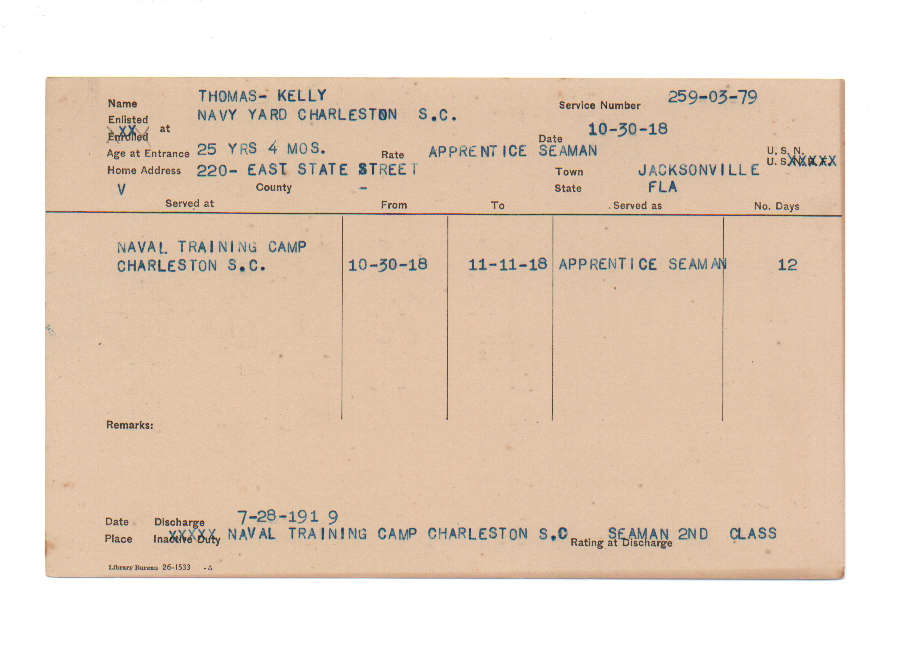 Name THOMAS- KELLY Service Number 259-03-79
Enlisted at NAVY YARD CHARLESTON S.C.
Enrolled XX Date 10-30-18
Age at Entrance 25 YRS 4 MOS. Rate APPRENTICE SEAMAN U.S.N.
Home Address 220- EAST STATE STREET Town JACKSONVILLE U.S.XXXXX
V County - State FLA
Served at From To Served as No. Days
NAVAL TRAINING CAMP
CHARLESTON S.C. 10-30-18 11-11-18 APPRENTICE SEAMAN 12
Remarks:
Date Discharge 7-28-191 9
Place Inactive Duty XXXXX NAVAL TRAINING CAMP CHARLESTON S.C Rating at Discharge SEAMAN 2ND CLASS
Library Bureau 26-1533